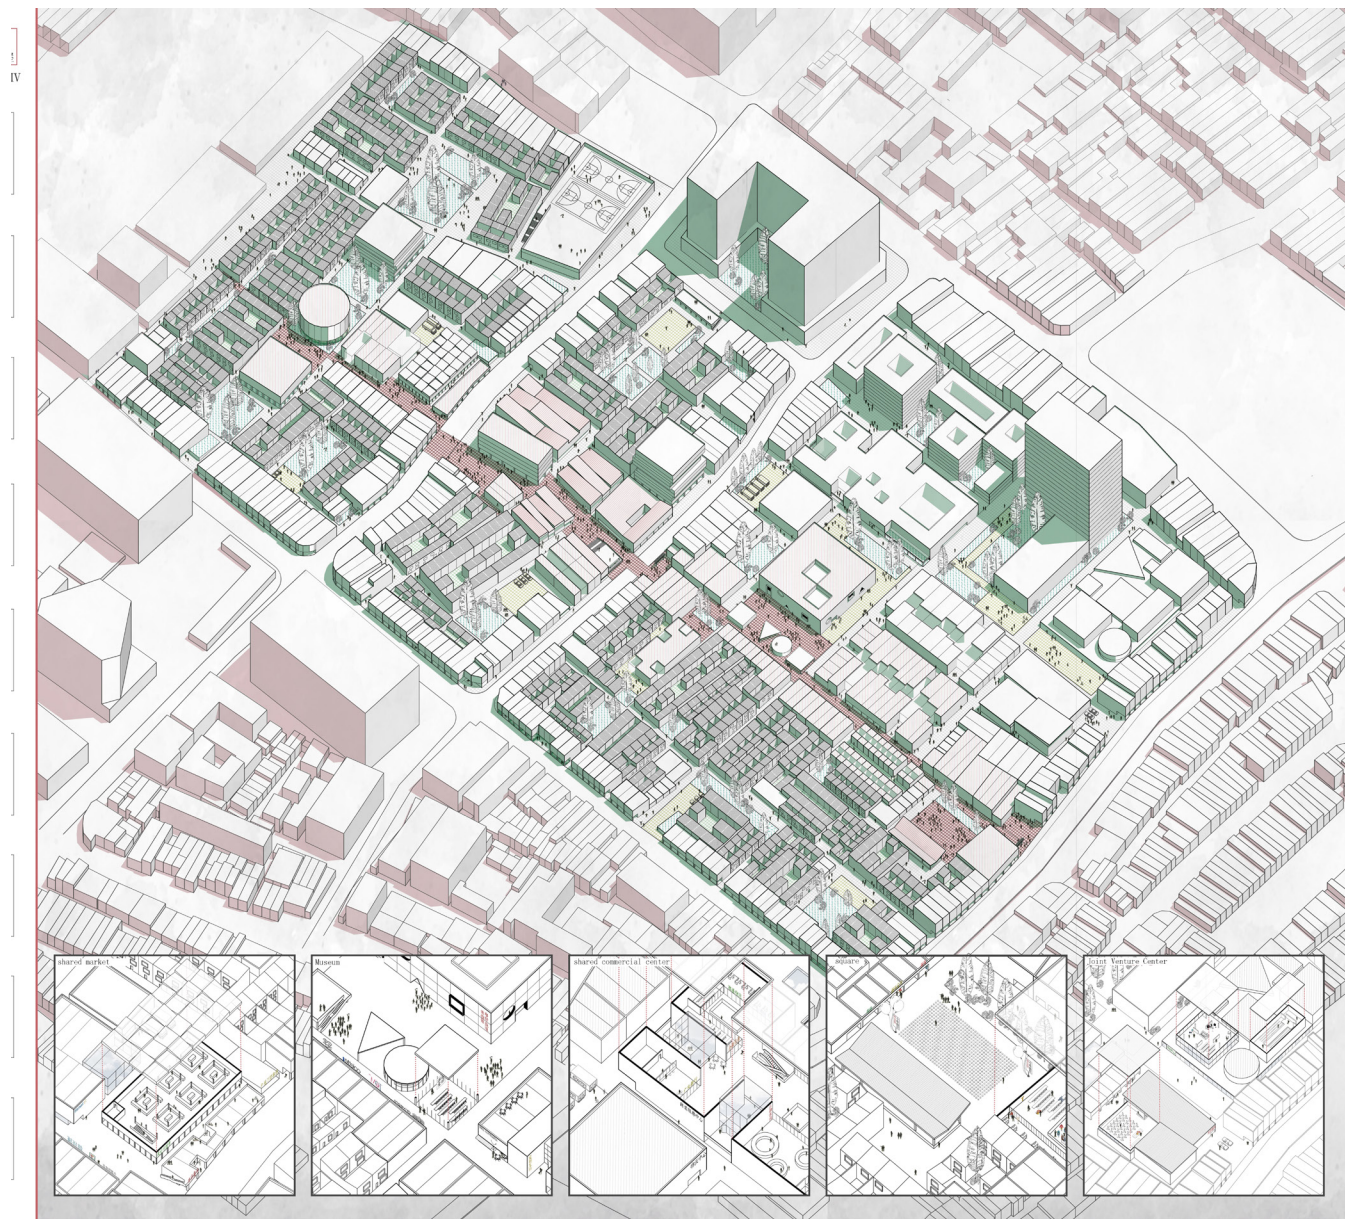 IV
shared market
Museum
shared commercial center
square
Joint Venture Center